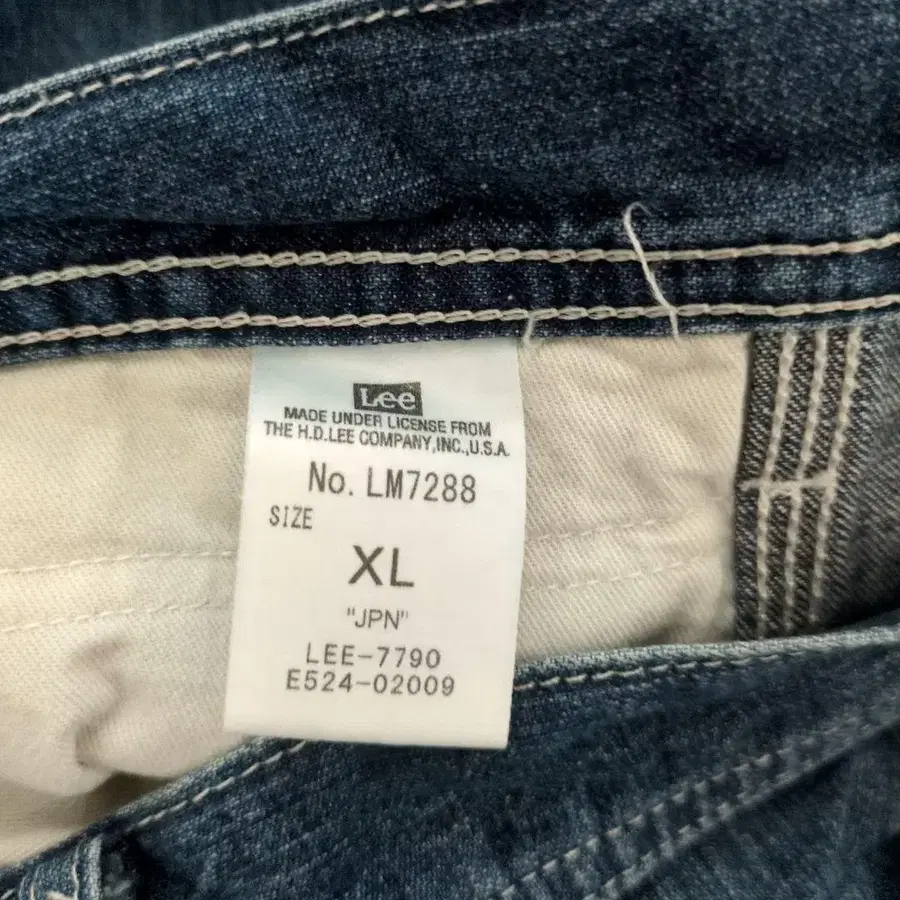 Lee
MADE UNDER LICENSE FROM
THE H.D.LEE COMPANY,INC.,U.S.A.
No. LM7288
SIZE
XL
"JPN"
LEE-7790
E524-02009